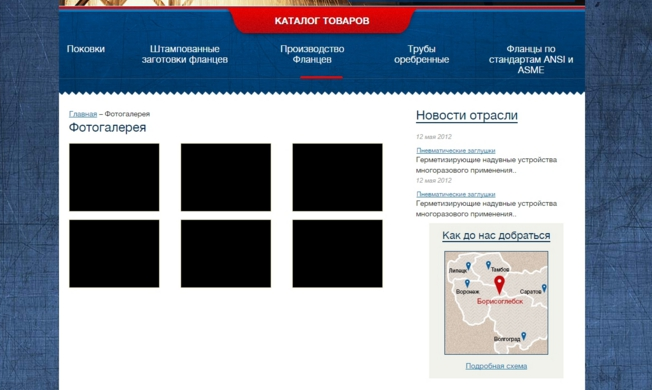 КАТАЛОГ ТОВАРОВ
Поковки
Штампованные
заготовки фланцев
Производство
Фланцев
Трубы
оребренные
Фланцы по
стандартам ANSI и
ASME
Главная – Фотогалерея
Фотогалерея
Новости отрасли
12 мая 2012
Пневматические заглушки
Герметизирующие надувные устройства
многоразового применения..
12 мая 2012
Пневматические заглушки
Герметизирующие надувные устройства
многоразового применения..
Как до нас добраться
Липецк
Тамбов
Воронеж
Саратов
Борисоглебск
Волгоград
Подробная схема